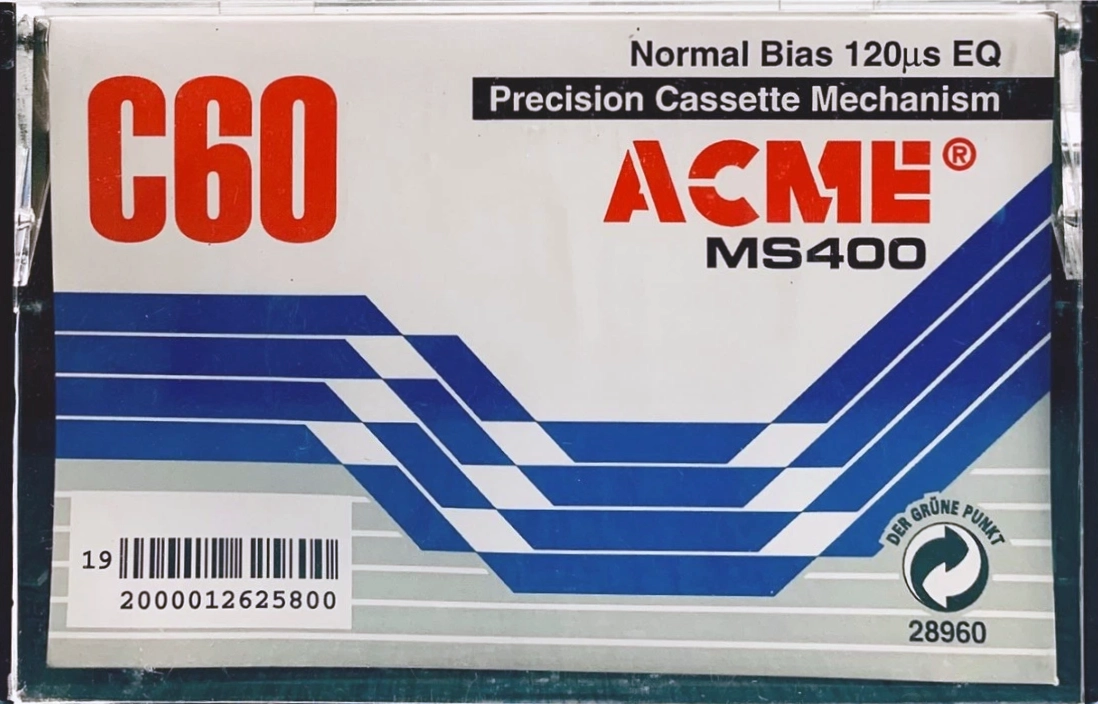 Normal Bias 120µs EQ
Precision Cassette Mechanism
C60
ACME®
MS400
19
2000012625800
DER GRÜNE PUNKT
28960